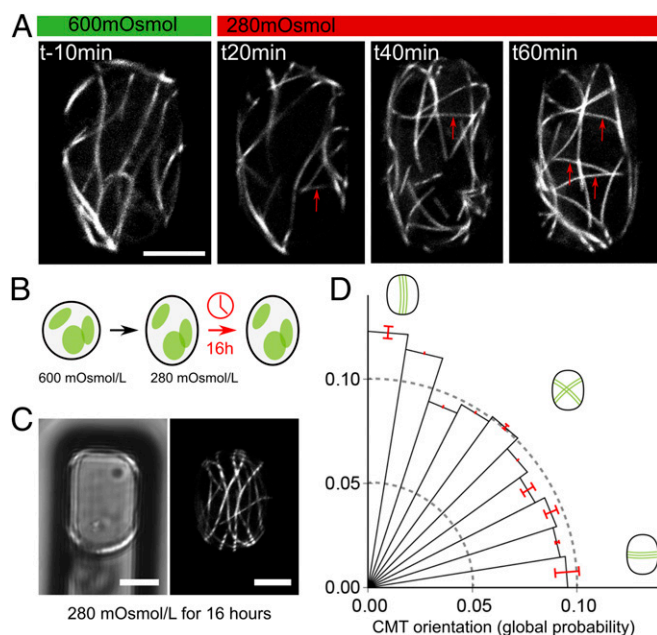 600mOsmol 280mOsmol
A
t-10min t20min t40min t60min
B
16h
600 mOsmol/L 280 mOsmol/L
C
280 mOsmol/L for 16 hours
D
0.10
0.05
0.00
0.00 0.05 0.10
CMT orientation (global probability)